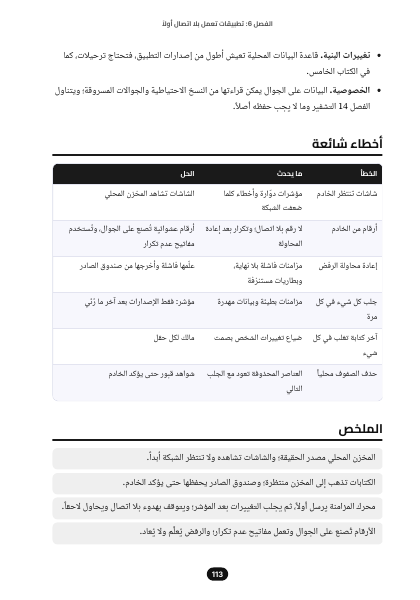 الفصل 6: تطبيقات تعمل بلا اتصال أولاً
• تغييرات البنية. قاعدة البيانات المحلية تعيش أطول من إصدارات التطبيق، فتحتاج ترحيلات، كما
في الكتاب الخامس.
• الخصوصية. البيانات على الجوال يمكن قراءتها من النسخ الاحتياطية والجوالات المسروقة؛ ويتناول
الفصل 14 التشفير وما لا يجب حفظه أصلاً.
أخطاء شائعة
الخطأ ما يحدث الحل
شاشات تنتظر الخادم مؤشرات دوّارة وأخطاء كلما الشاشات تشاهد المخزن المحلي
ضعفت الشبكة
أرقام من الخادم لا رقم بلا اتصال؛ وتكرار بعد إعادة أرقام عشوائية تُصنع على الجوال، وتُستخدم
المحاولة مفاتيح عدم تكرار
إعادة محاولة الرفض مزامنات فاشلة بلا نهاية، علّمها فاشلة وأخرجها من صندوق الصادر
وبطاريات مستنزفة
جلب كل شيء في كل مزامنات بطيئة وبيانات مهدرة مؤشر: فقط الإصدارات بعد آخر ما رُئي
مرة
آخر كتابة تغلب في كل ضياع تغييرات الشخص بصمت مالك لكل حقل
شيء
حذف الصفوف محلياً العناصر المحذوفة تعود مع الجلب شواهد قبور حتى يؤكد الخادم
التالي
الملخص
المخزن المحلي مصدر الحقيقة؛ والشاشات تشاهده ولا تنتظر الشبكة أبداً.
الكتابات تذهب إلى المخزن منتظرة؛ وصندوق الصادر يحفظها حتى يؤكد الخادم.
محرك المزامنة يرسل أولاً، ثم يجلب التغييرات بعد المؤشر؛ ويتوقف بهدوء بلا اتصال ويحاول لاحقاً.
الأرقام تُصنع على الجوال وتعمل مفاتيح عدم تكرار؛ والرفض يُعلَّم ولا يُعاد.
113